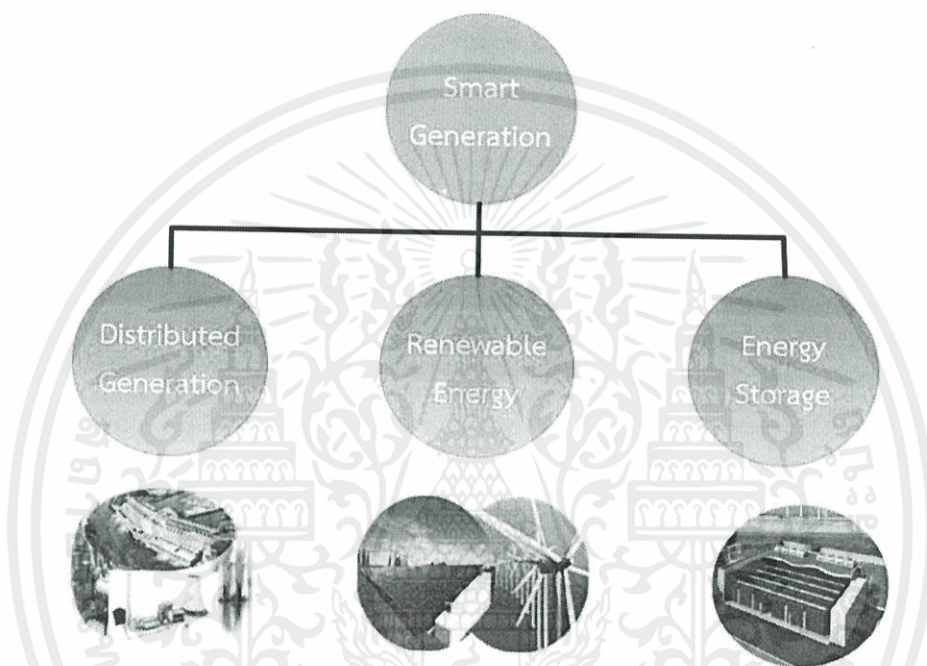 Smart
Generation
Distributed
Generation
Renewable
Energy
Energy
Storage